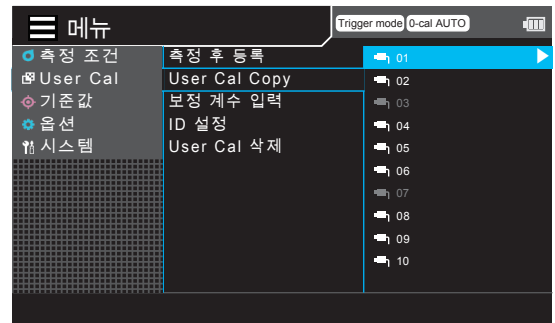 메뉴
Trigger mode 0-cal AUTO
측정 조건
User Cal
기준값
옵션
시스템
측정 후 등록
User Cal Copy
보정 계수 입력
ID 설정
User Cal 삭제
01
02
03
04
05
06
07
08
09
10